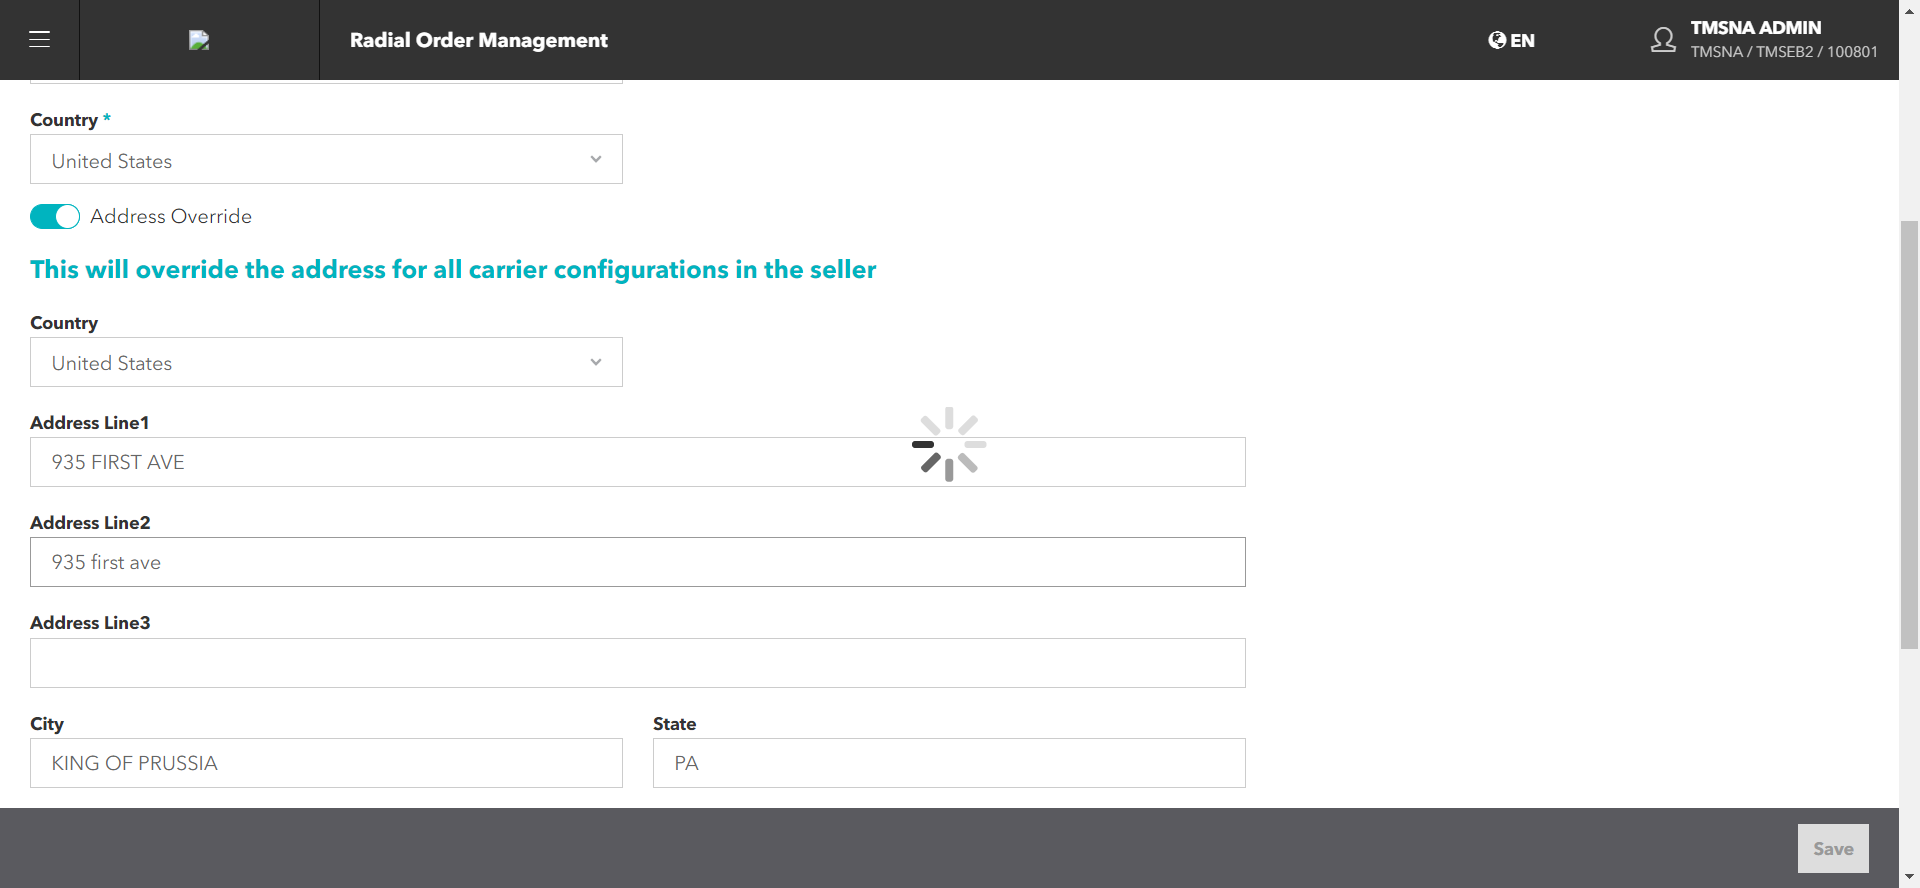 Radial Order Management
EN
TMSNA ADMIN
TMSNA / TMSEB2 / 100801
Country *
United States
Address Override
This will override the address for all carrier configurations in the seller
Country
United States
Address Line1
935 FIRST AVE
Address Line2
935 first ave
Address Line3
City
State
KING OF PRUSSIA
PA
Save